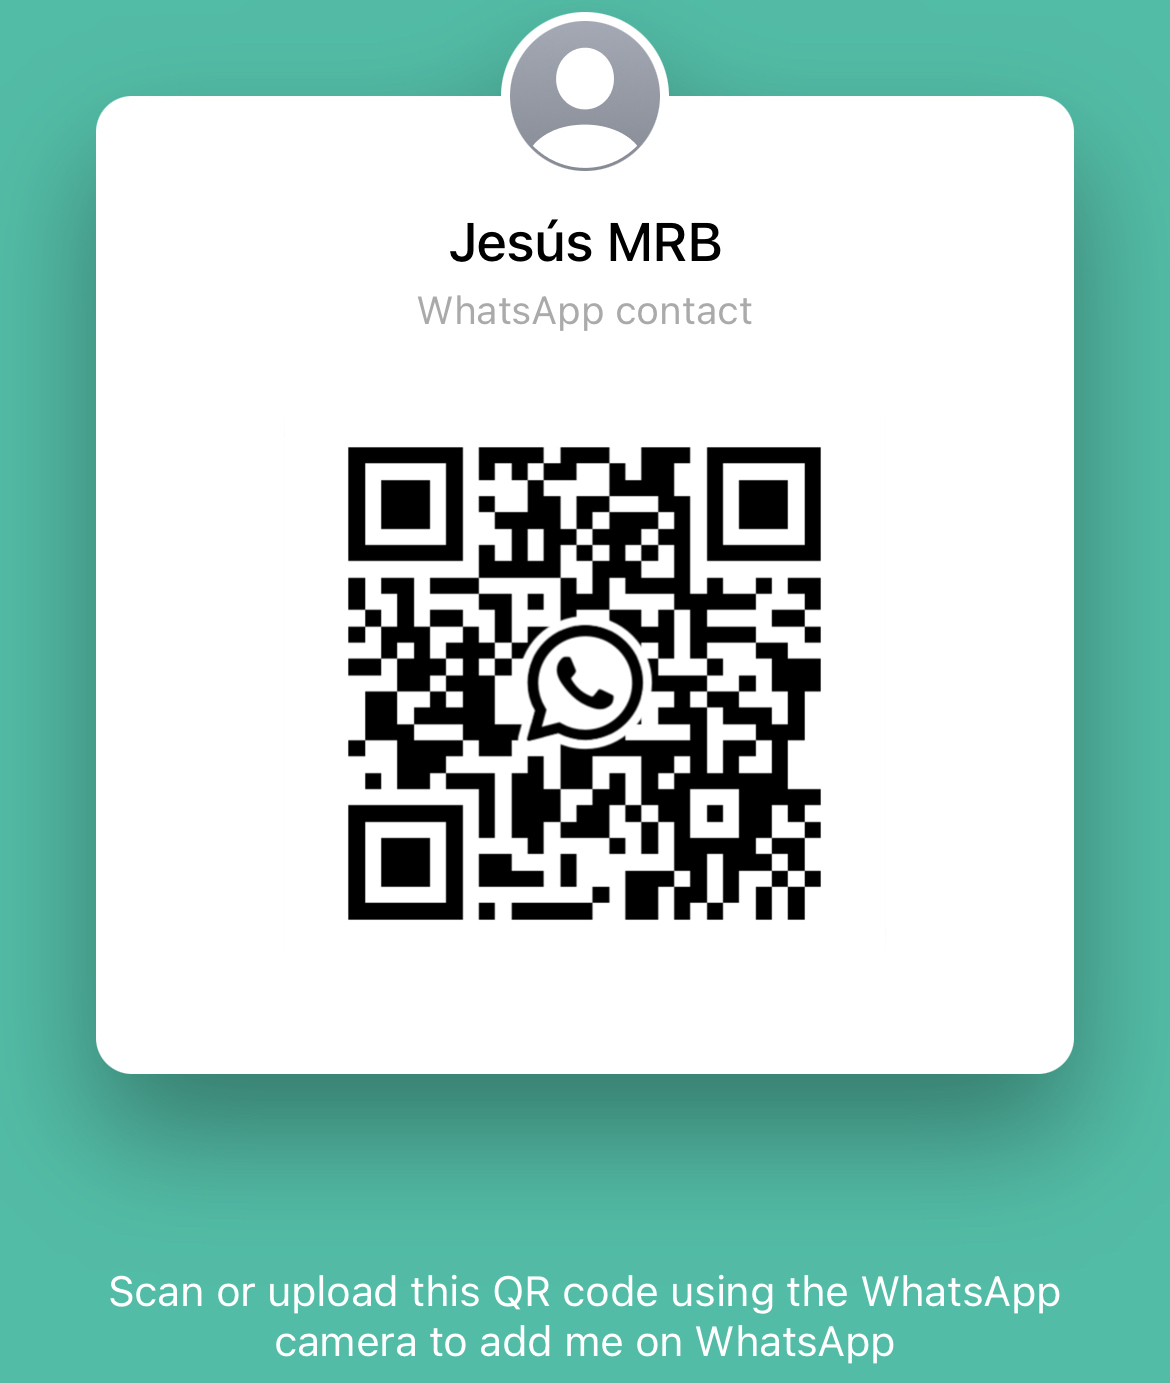 Jesús MRB
WhatsApp contact
Scan or upload this QR code using the WhatsApp
camera to add me on WhatsApp